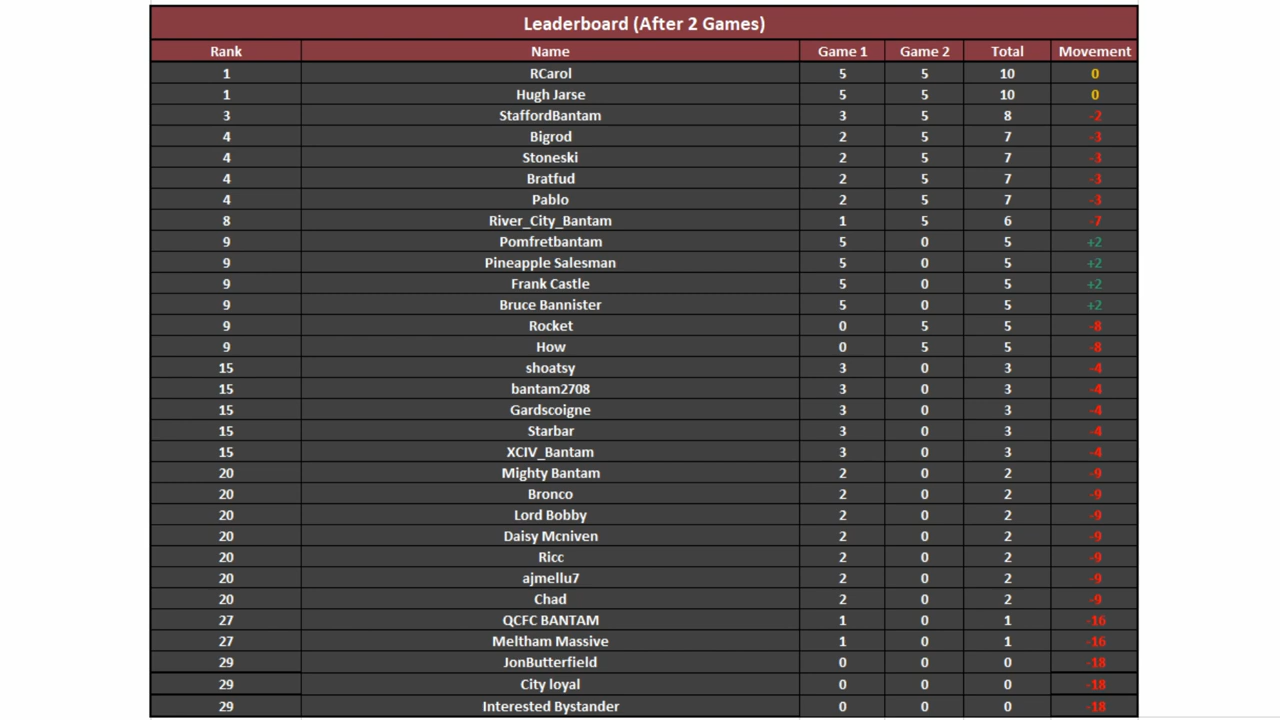 Leaderboard (After 2 Games)
Rank Name Game 1 Game 2 Total Movement
1 RCarol 5 5 10 0
1 Hugh Jarse 5 5 10 0
3 StaffordBantam 3 5 8 -2
4 Bigrod 2 5 7 -3
4 Stoneski 2 5 7 -3
4 Bratfud 2 5 7 -3
4 Pablo 2 5 7 -3
8 River_City_Bantam 1 5 6 -7
9 Pomfretbantam 5 0 5 +2
9 Pineapple Salesman 5 0 5 +2
9 Frank Castle 5 0 5 +2
9 Bruce Bannister 5 0 5 +2
9 Rocket 0 5 5 -8
9 How 0 5 5 -8
15 shoatsy 3 0 3 -4
15 bantam2708 3 0 3 -4
15 Gardscoigne 3 0 3 -4
15 Starbar 3 0 3 -4
15 XCIV_Bantam 3 0 3 -4
20 Mighty Bantam 2 0 2 -9
20 Bronco 2 0 2 -9
20 Lord Bobby 2 0 2 -9
20 Daisy Mcniven 2 0 2 -9
20 Ricc 2 0 2 -9
20 ajmellu7 2 0 2 -9
20 Chad 2 0 2 -9
27 QCFC BANTAM 1 0 1 -16
27 Meltham Massive 1 0 1 -16
29 JonButterfield 0 0 0 -18
29 City loyal 0 0 0 -18
29 Interested Bystander 0 0 0 -18